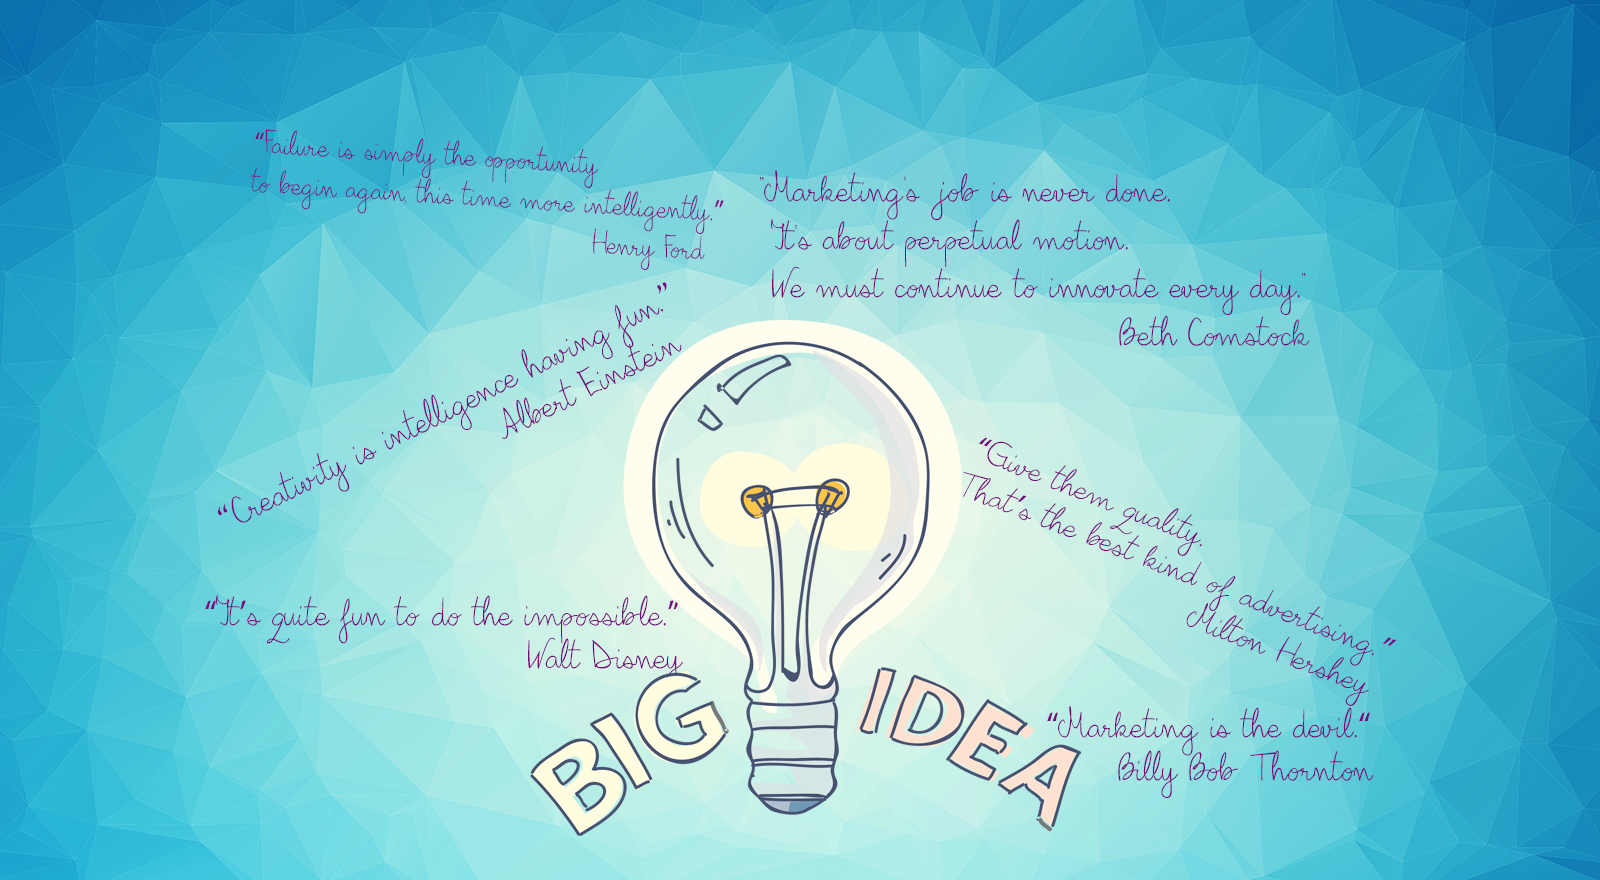 “Failure is simply the opportunity
to begin again, this time more intelligently.”
Henry Ford
"Marketing's job is never done.
It's about perpetual motion.
We must continue to innovate every day."
Beth Comstock
“Creativity is intelligence having fun.”
Albert Einstein
“Give them quality.
That's the best kind of advertising.”
Milton Hershey
“It's quite fun to do the impossible.”
Walt Disney
BIG IDEA
“Marketing is the devil.“
Billy Bob Thornton